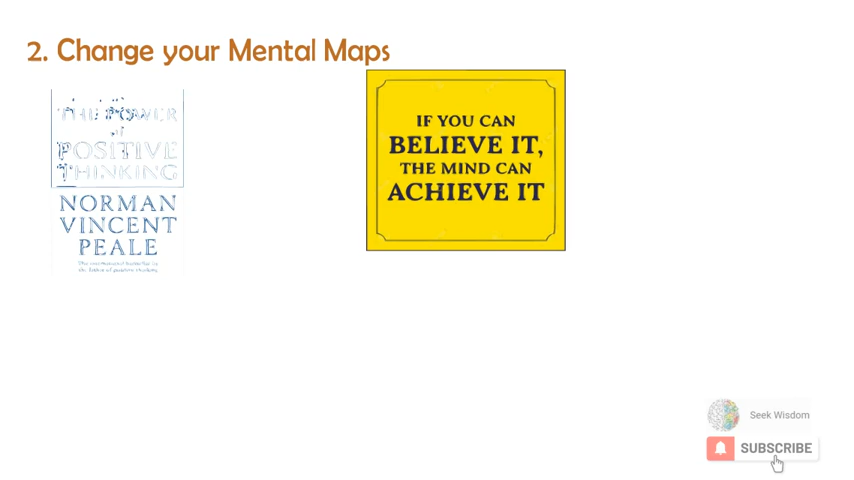 2. Change your Mental Maps
THE POWER
of
POSITIVE
THINKING
NORMAN
VINCENT
PEALE
IF YOU CAN
BELIEVE IT,
THE MIND CAN
ACHIEVE IT
Seek Wisdom
SUBSCRIBE